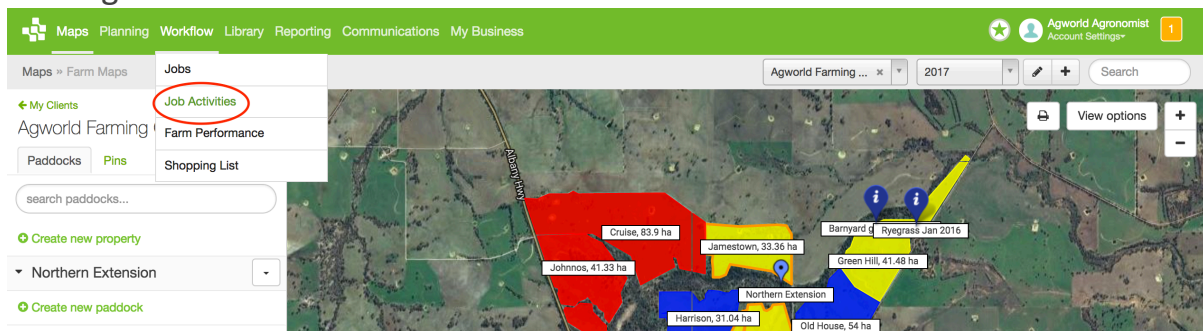 Maps Planning Workflow Library Reporting Communications My Business
Agworld Agronomist
Account Settings
1
Maps » Farm Maps
Jobs
Job Activities
Farm Performance
Shopping List
Agworld Farming ... ×
2017
Search
My Clients
Agworld Farming
Paddocks Pins
search paddocks...
Create new property
Northern Extension
Create new paddock
View options
+
−
Albany Hwy
Cruise, 83.9 ha
Jamestown, 33.36 ha
Barnyard g
Ryegrass Jan 2016
Johnnos, 41.33 ha
Green Hill, 41.48 ha
Northern Extension
Harrison, 31.04 ha
Old House, 54 ha